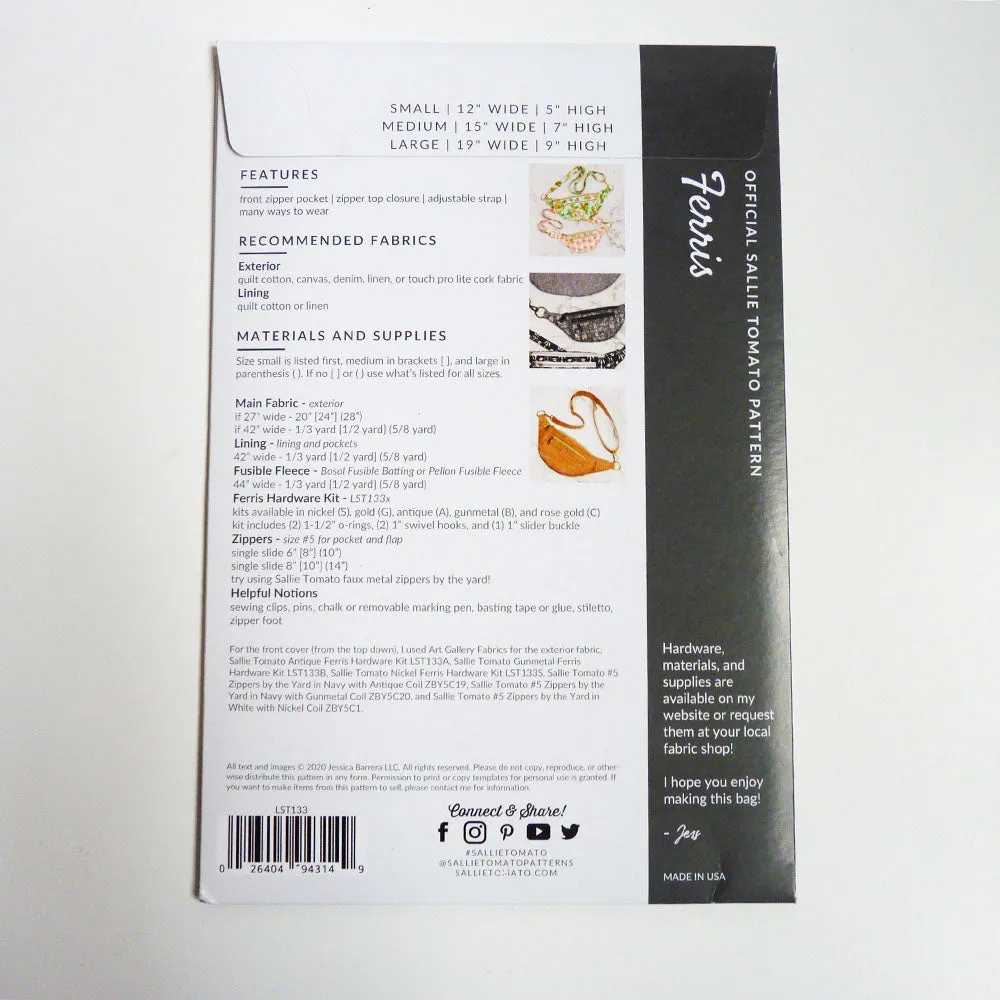 SMALL | 12" WIDE | 5" HIGH
MEDIUM | 15" WIDE | 7" HIGH
LARGE | 19" WIDE | 9" HIGH
FEATURES
front zipper pocket | zipper top closure | adjustable strap |
many ways to wear
RECOMMENDED FABRICS
Exterior
quilt cotton, canvas, denim, linen, or touch pro lite cork fabric
Lining
quilt cotton or linen
MATERIALS AND SUPPLIES
Size small is listed first, medium in brackets [ ], and large in
parenthesis ( ). If no [ ] or ( ) use what's listed for all sizes.
Main Fabric - exterior
if 27" wide - 20" [24"] (28")
if 42" wide - 1/3 yard [1/2 yard] (5/8 yard)
Lining - lining and pockets
42" wide - 1/3 yard [1/2 yard] (5/8 yard)
Fusible Fleece - Bosal Fusible Batting or Pellon Fusible Fleece
44" wide - 1/3 yard [1/2 yard] (5/8 yard)
Ferris Hardware Kit - LST133x
kits available in nickel (S), gold (G), antique (A), gunmetal (B), and rose gold (C)
kit includes (2) 1-1/2" o-rings, (2) 1" swivel hooks, and (1) 1" slider buckle
Zippers - size #5 for pocket and flap
single slide 6" [8"] (10")
single slide 8" [10"] (14")
try using Sallie Tomato faux metal zippers by the yard!
Helpful Notions
sewing clips, pins, chalk or removable marking pen, basting tape or glue, stiletto,
zipper foot
For the front cover (from the top down), I used Art Gallery Fabrics for the exterior fabric,
Sallie Tomato Antique Ferris Hardware Kit LST133A, Sallie Tomato Gunmetal Ferris
Hardware Kit LST133B, Sallie Tomato Nickel Ferris Hardware Kit LST133S, Sallie Tomato #5
Zippers by the Yard in Navy with Antique Coil ZBY5C19, Sallie Tomato #5 Zippers by the
Yard in Navy with Gunmetal Coil ZBY5C20, and Sallie Tomato #5 Zippers by the Yard in
White with Nickel Coil ZBY5C1.
All text and images © 2020 Jessica Barrera LLC. All rights reserved. Please do not copy, reproduce, or other-
wise distribute this pattern in any form. Permission to print or copy templates for personal use is granted. If
you want to make items from this pattern to sell, please contact me for information.
LST133
0 26404 94314 9
Connect & Share!
#SALLIETOMATO
@SALLIETOMATOPATTERNS
SALLIETOMATO.COM
OFFICIAL SALLIE TOMATO PATTERN
Ferris
Hardware,
materials, and
supplies are
available on my
website or request
them at your local
fabric shop!
I hope you enjoy
making this bag!
- Jess
MADE IN USA